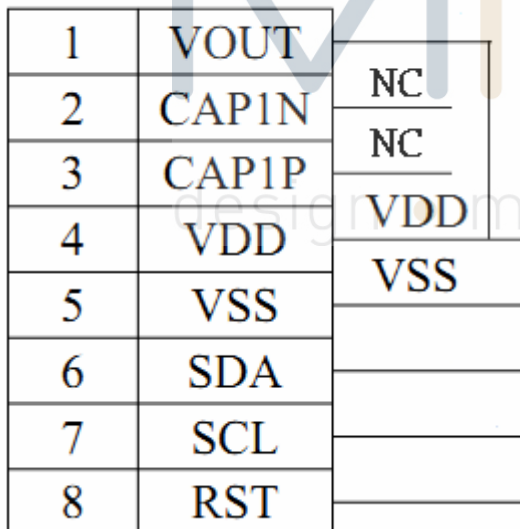 1 VOUT
NC
2 CAP1N
NC
3 CAP1P
VDD
4 VDD
VSS
5 VSS
6 SDA
7 SCL
8 RST
design